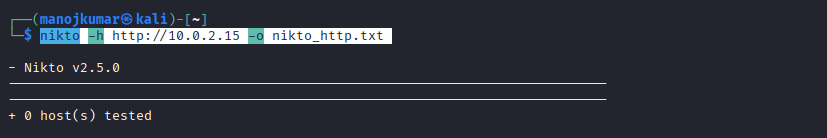 ┌──(manojkumar㉿kali)-[~]
└─$ nikto -h http://10.0.2.15 -o nikto_http.txt
- Nikto v2.5.0
---------------------------------------------------------------------------
---------------------------------------------------------------------------
+ 0 host(s) tested